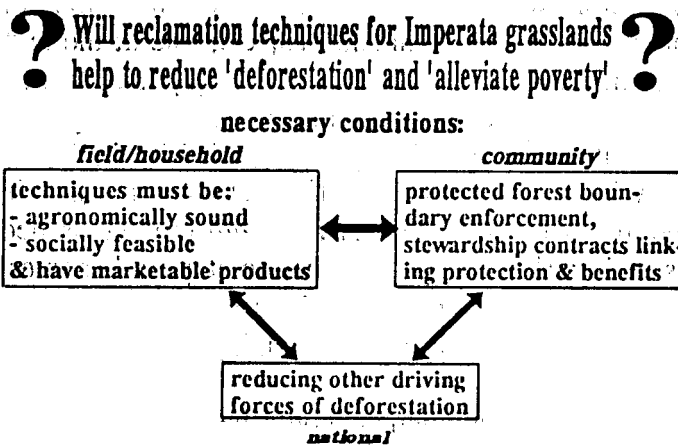 ? Will reclamation techniques for Imperata grasslands ?
help to reduce 'deforestation' and 'alleviate poverty'
necessary conditions:
field/household
techniques must be:
- agronomically sound
- socially feasible
& have marketable products
community
protected forest boun-
dary enforcement,
stewardship contracts link-
ing protection & benefits
reducing other driving
forces of deforestation
national